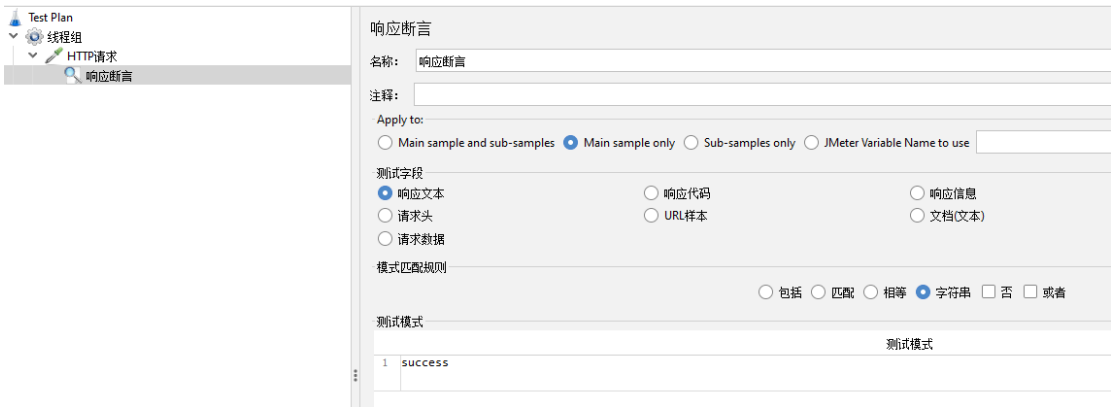 Test Plan
线程组
HTTP请求
响应断言
响应断言
名称: 响应断言
注释:
Apply to:
Main sample and sub-samples Main sample only Sub-samples only JMeter Variable Name to use
测试字段
响应文本 响应代码 响应信息
请求头 URL样本 文档(文本)
请求数据
模式匹配规则
包括 匹配 相等 字符串 否 或者
测试模式
测试模式
1 success